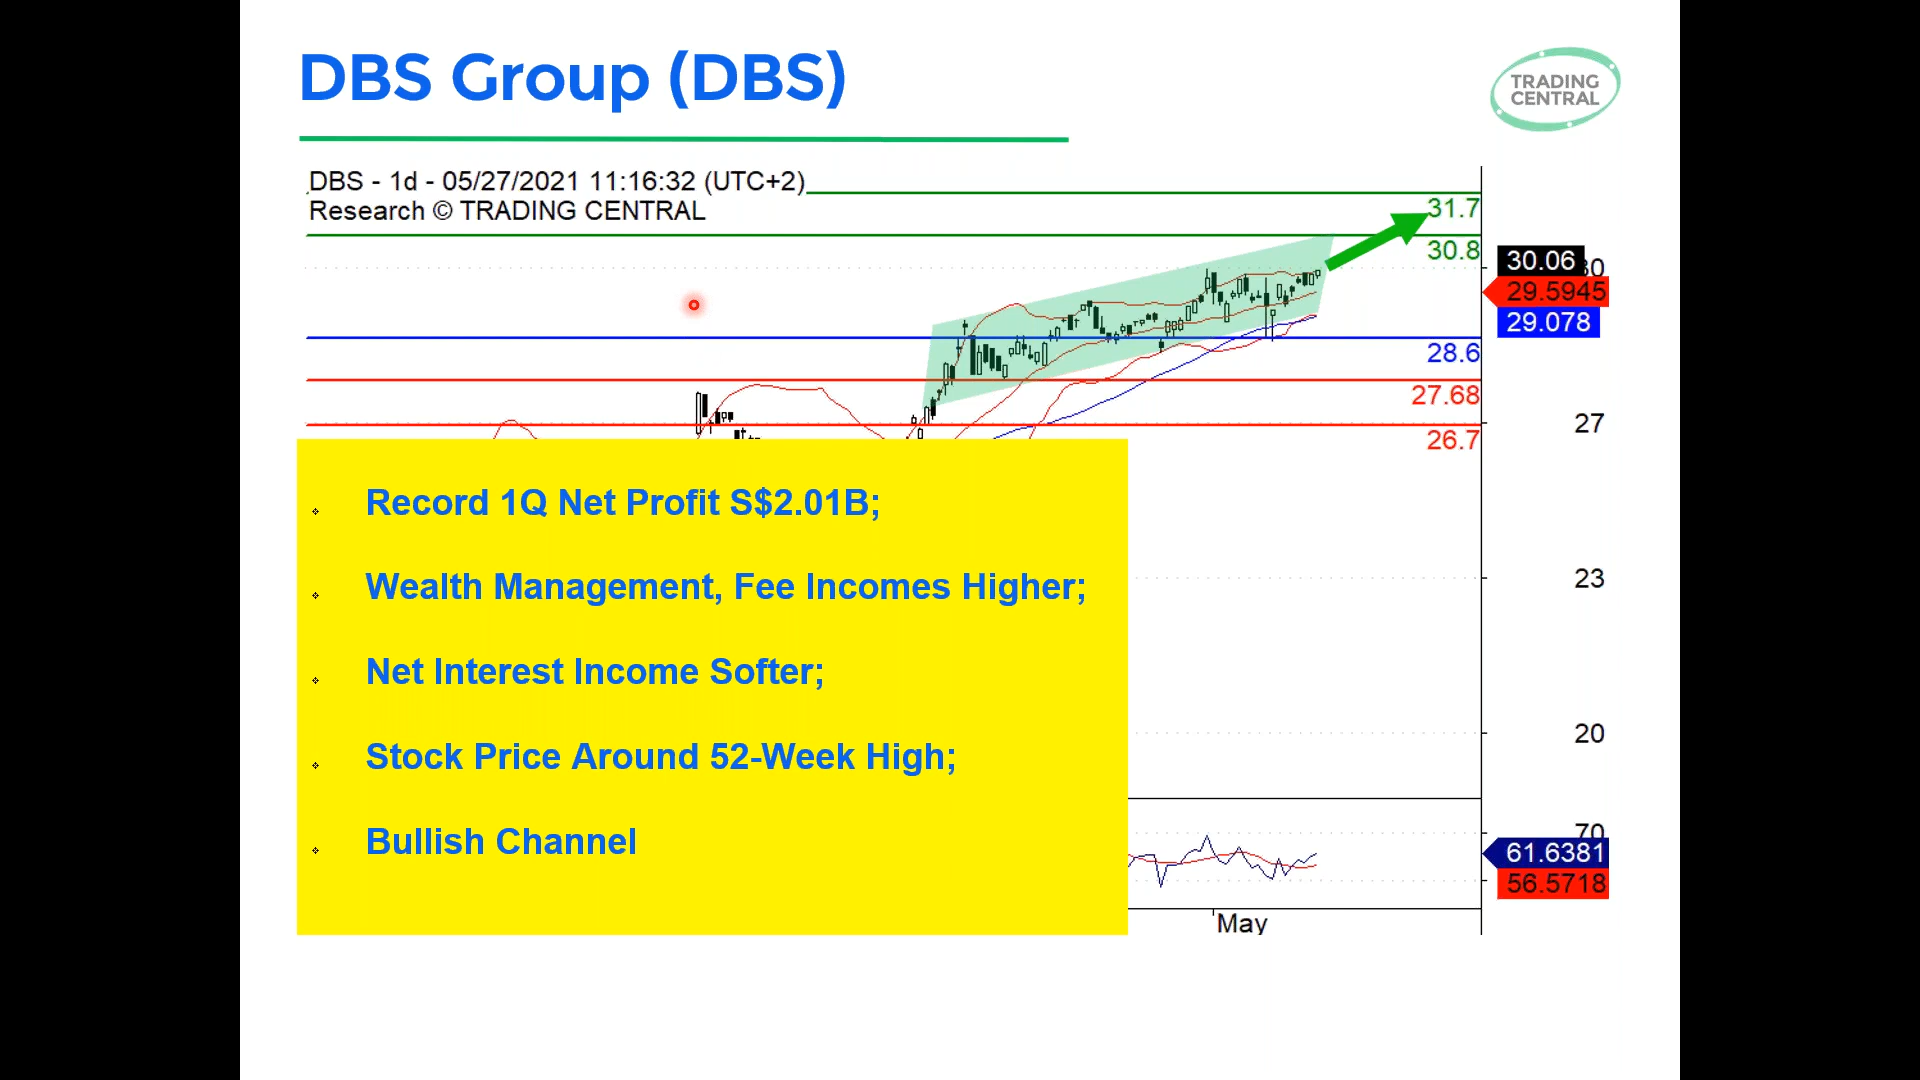 DBS Group (DBS)
TRADING
CENTRAL
DBS - 1d - 05/27/2021 11:16:32 (UTC+2)
Research © TRADING CENTRAL
31.7
30.8
30.06
29.5945
29.078
28.6
27.68
27
26.7
Record 1Q Net Profit S$2.01B;
Wealth Management, Fee Incomes Higher;
23
Net Interest Income Softer;
20
Stock Price Around 52-Week High;
Bullish Channel
70
61.6381
56.5718
May